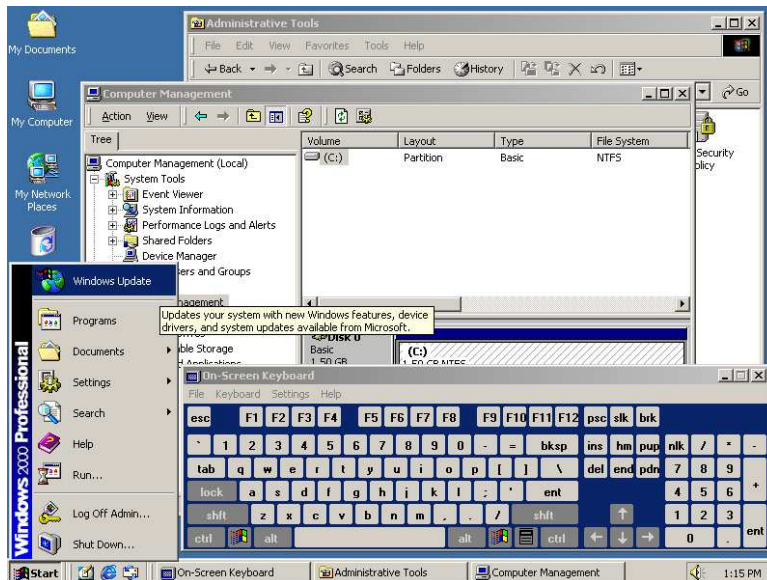 My Documents
My Computer
My Network
Places
Administrative Tools
File Edit View Favorites Tools Help
Back Search Folders History
Go
Security
olicy
Computer Management
Action View
Tree
Computer Management (Local)
System Tools
Event Viewer
System Information
Performance Logs and Alerts
Shared Folders
Device Manager
sers and Groups
nagement
ble Storage
Volume Layout Type File System
(C:) Partition Basic NTFS
Disk 0
Basic
1.50 GB
(C:)
1.50 GB NTFS
Windows 2000 Professional
Windows Update
Programs
Documents
Settings
Search
Help
Run...
Log Off Admin...
Shut Down...
Updates your system with new Windows features, device
drivers, and system updates available from Microsoft.
On-Screen Keyboard
File Keyboard Settings Help
esc F1 F2 F3 F4 F5 F6 F7 F8 F9 F10 F11 F12 psc slk brk
` 1 2 3 4 5 6 7 8 9 0 - = bksp ins hm pup nlk / * -
tab q w e r t y u i o p [ ] \ del end pdn 7 8 9 +
lock a s d f g h j k l ; ' ent 4 5 6
shft z x c v b n m , . / shft 1 2 3
ctrl alt alt ctrl 0 . ent
Start On-Screen Keyboard Administrative Tools Computer Management 1:15 PM